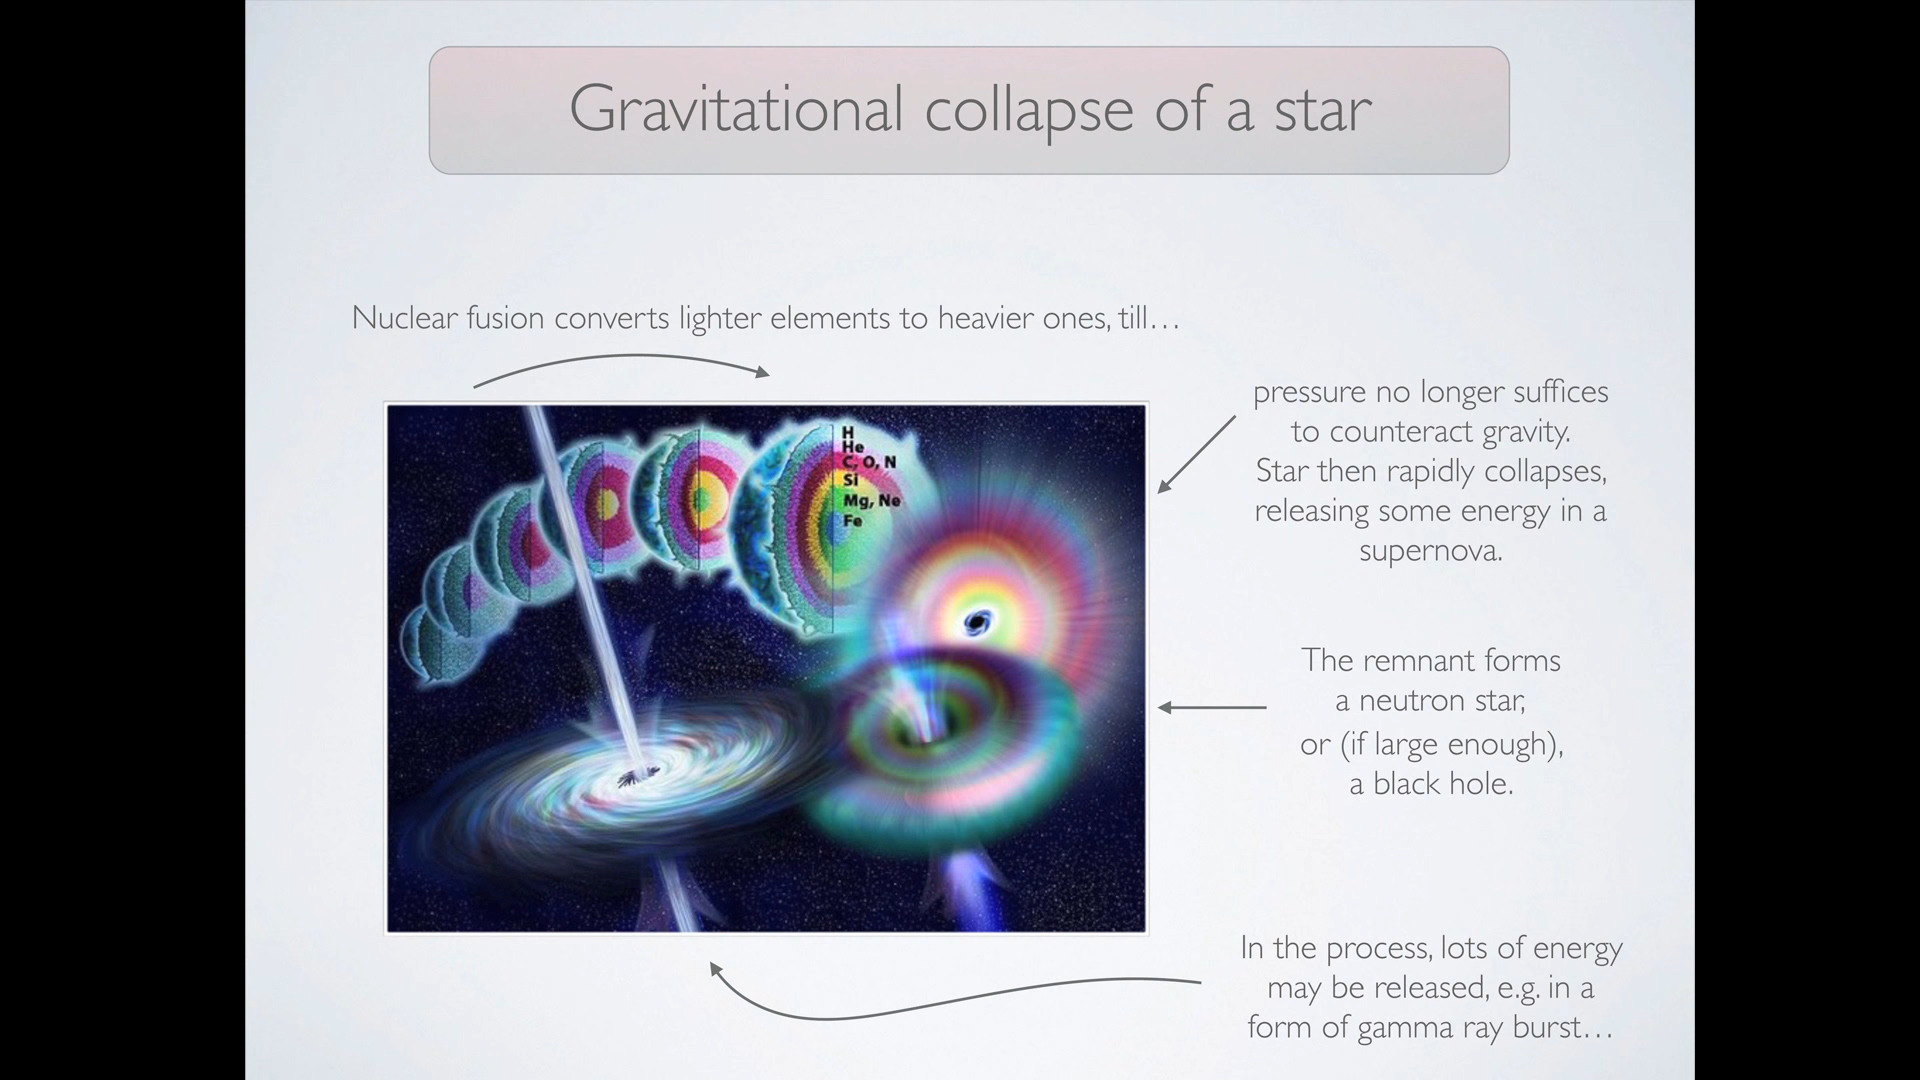 Gravitational collapse of a star
Nuclear fusion converts lighter elements to heavier ones, till…
pressure no longer suffices
to counteract gravity.
Star then rapidly collapses,
releasing some energy in a
supernova.
H
He
C, O, N
Si
Mg, Ne
Fe
The remnant forms
a neutron star,
or (if large enough),
a black hole.
In the process, lots of energy
may be released, e.g. in a
form of gamma ray burst…